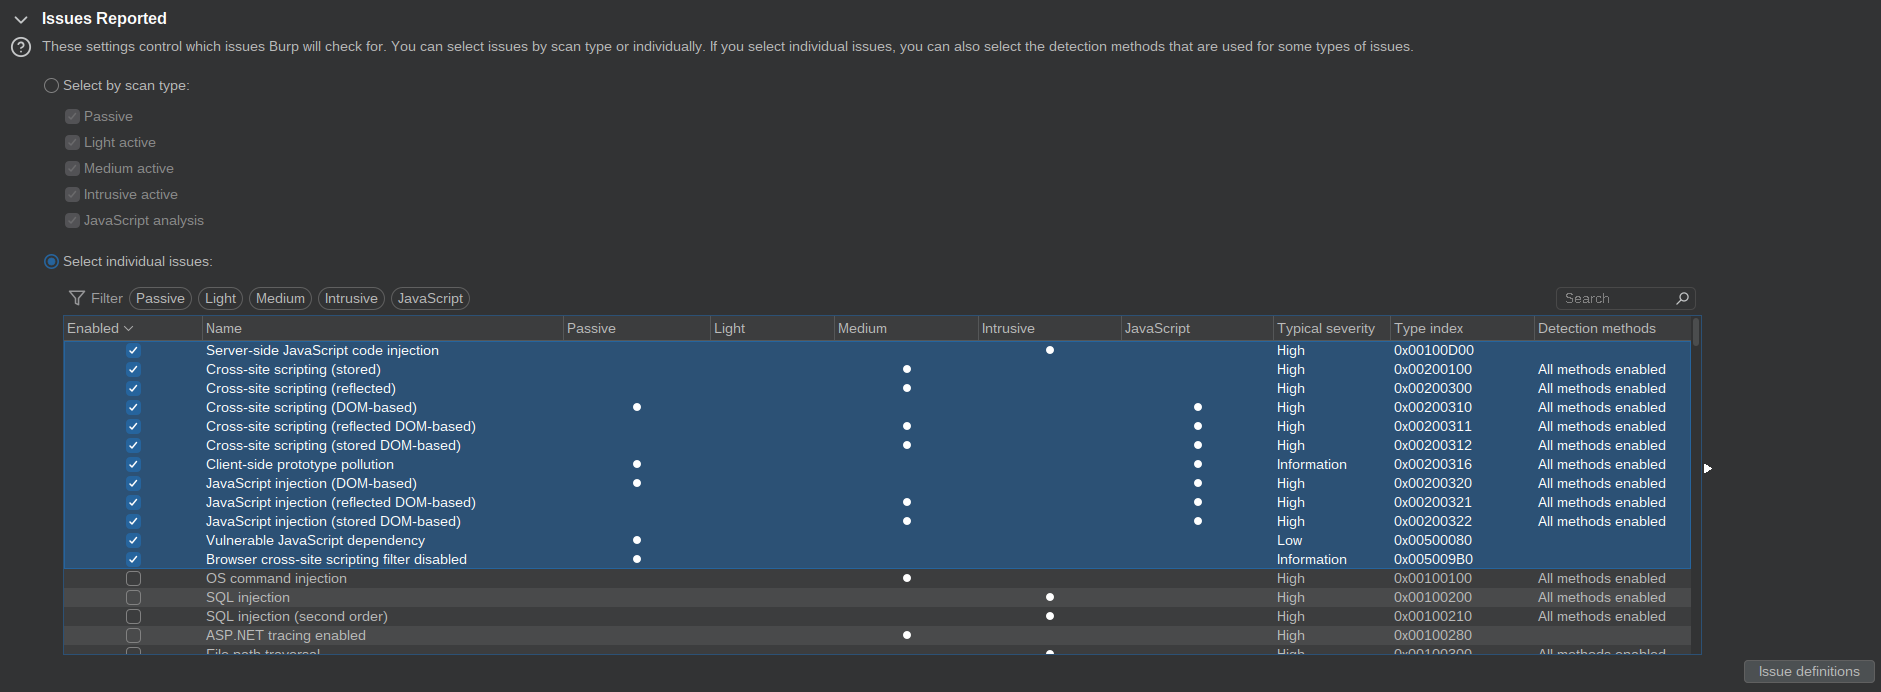 Issues Reported
These settings control which issues Burp will check for. You can select issues by scan type or individually. If you select individual issues, you can also select the detection methods that are used for some types of issues.
Select by scan type:
Passive
Light active
Medium active
Intrusive active
JavaScript analysis
Select individual issues:
Filter Passive Light Medium Intrusive JavaScript Search
Enabled Name Passive Light Medium Intrusive JavaScript Typical severity Type index Detection methods
Server-side JavaScript code injection High 0x00100D00
Cross-site scripting (stored) High 0x00200100 All methods enabled
Cross-site scripting (reflected) High 0x00200300 All methods enabled
Cross-site scripting (DOM-based) High 0x00200310 All methods enabled
Cross-site scripting (reflected DOM-based) High 0x00200311 All methods enabled
Cross-site scripting (stored DOM-based) High 0x00200312 All methods enabled
Client-side prototype pollution Information 0x00200316 All methods enabled
JavaScript injection (DOM-based) High 0x00200320 All methods enabled
JavaScript injection (reflected DOM-based) High 0x00200321 All methods enabled
JavaScript injection (stored DOM-based) High 0x00200322 All methods enabled
Vulnerable JavaScript dependency Low 0x00500080
Browser cross-site scripting filter disabled Information 0x005009B0
OS command injection High 0x00100100 All methods enabled
SQL injection High 0x00100200 All methods enabled
SQL injection (second order) High 0x00100210 All methods enabled
ASP.NET tracing enabled High 0x00100280
File path traversal High 0x00100300 All methods enabled
Issue definitions